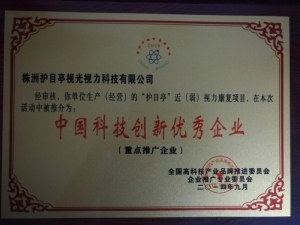 株洲护目亭视光视力科技有限公司
经审核，你单位生产（经营）的“护目亭”近（弱）视力康复项目，在本次
活动中被推介为：
中国科技创新优秀企业
（重点推广企业）
全国高科技产业品牌推进委员会
企业推广专业委员会
二〇一四年九月